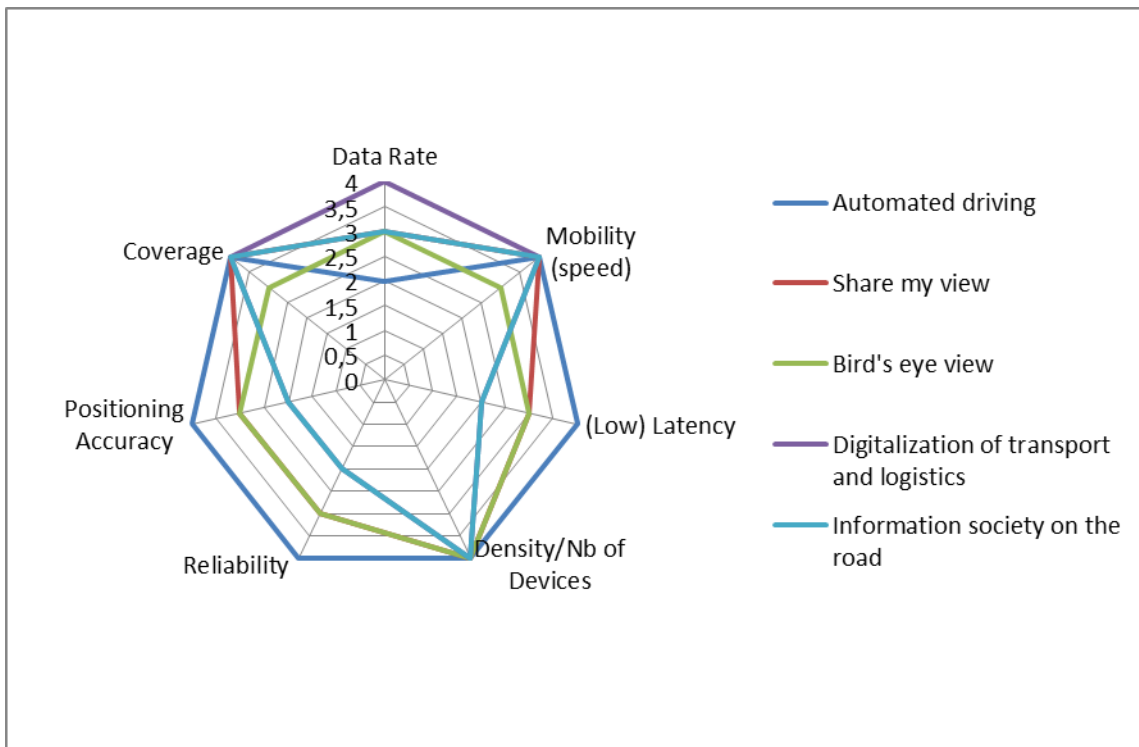 Data Rate
4
3,5
3
2,5
2
1,5
1
0,5
0
Mobility
(speed)
(Low) Latency
Density/Nb of
Devices
Reliability
Positioning
Accuracy
Coverage
Automated driving
Share my view
Bird's eye view
Digitalization of transport
and logistics
Information society on the
road